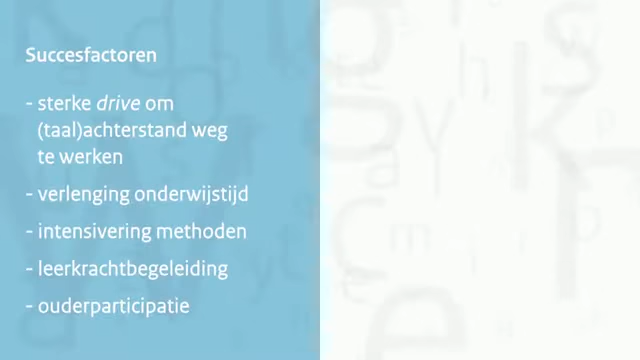 Succesfactoren
- sterke drive om
(taal)achterstand weg
te werken
- verlenging onderwijstijd
- intensivering methoden
- leerkrachtbegeleiding
- ouderparticipatie